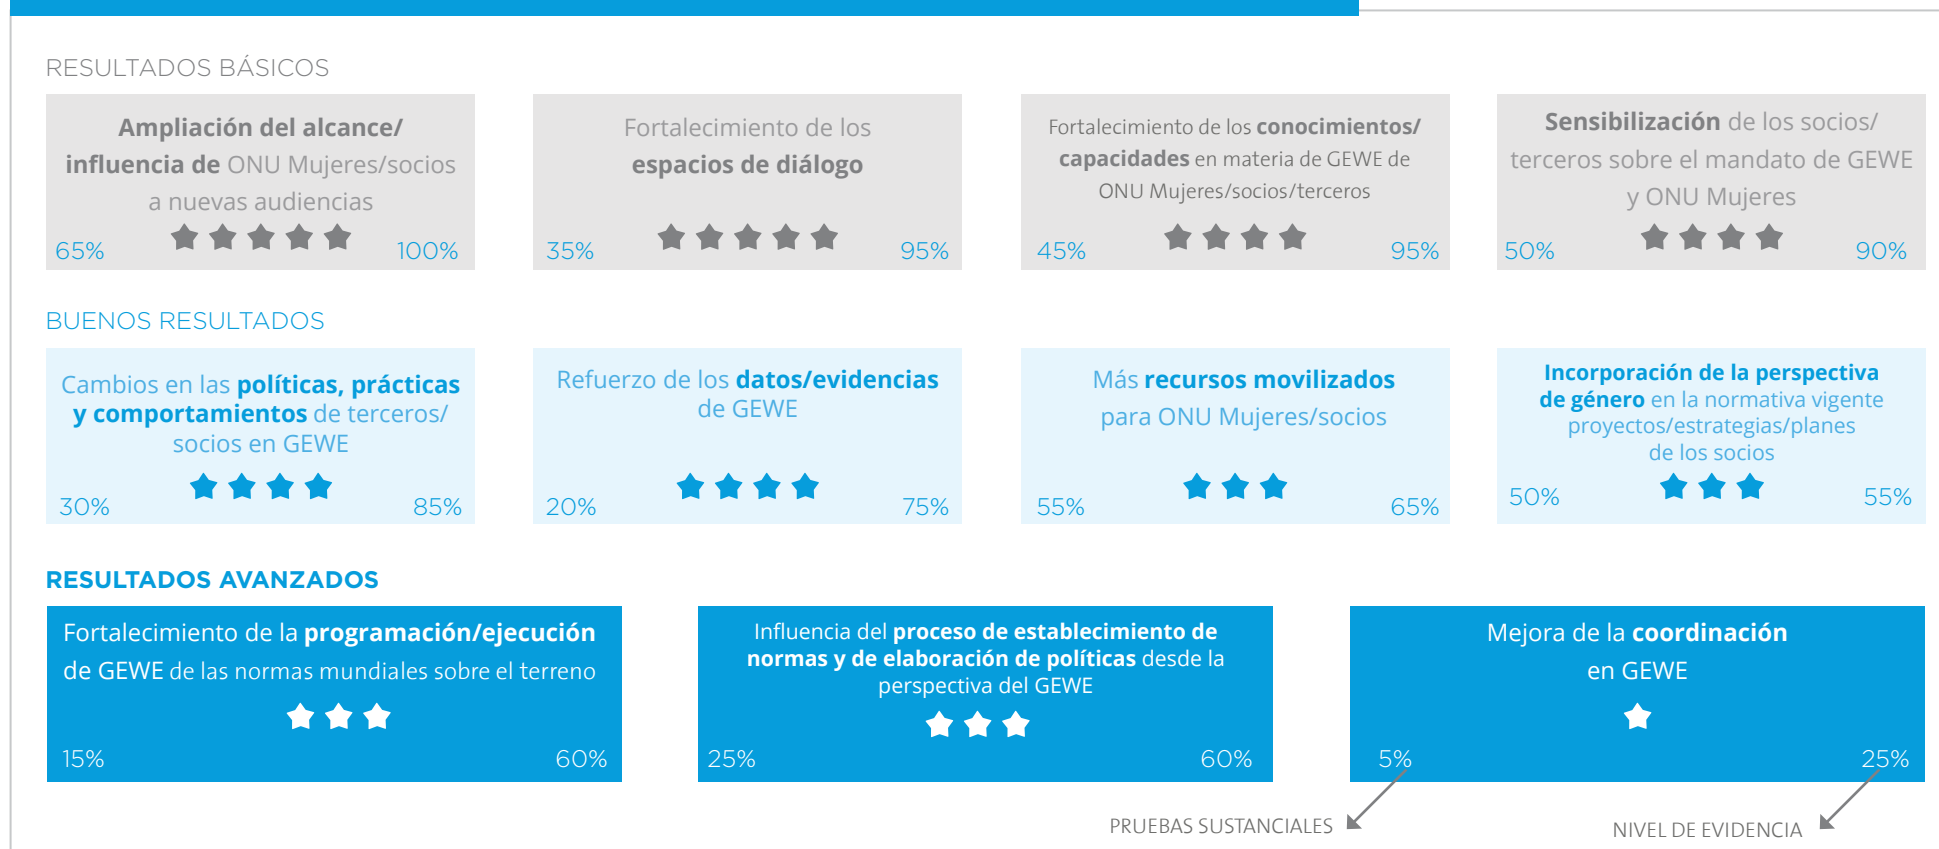 RESULTADOS BÁSICOS
Ampliación del alcance/
influencia de ONU Mujeres/socios
a nuevas audiencias
65%
100%
Fortalecimiento de los
espacios de diálogo
35%
95%
Fortalecimiento de los conocimientos/
capacidades en materia de GEWE de
ONU Mujeres/socios/terceros
45%
95%
Sensibilización de los socios/
terceros sobre el mandato de GEWE
y ONU Mujeres
50%
90%
BUENOS RESULTADOS
Cambios en las políticas, prácticas
y comportamientos de terceros/
socios en GEWE
30%
85%
Refuerzo de los datos/evidencias
de GEWE
20%
75%
Más recursos movilizados
para ONU Mujeres/socios
55%
65%
Incorporación de la perspectiva
de género en la normativa vigente
proyectos/estrategias/planes
de los socios
50%
55%
RESULTADOS AVANZADOS
Fortalecimiento de la programación/ejecución
de GEWE de las normas mundiales sobre el terreno
15%
60%
Influencia del proceso de establecimiento de
normas y de elaboración de políticas desde la
perspectiva del GEWE
25%
60%
Mejora de la coordinación
en GEWE
5%
25%
PRUEBAS SUSTANCIALES
NIVEL DE EVIDENCIA